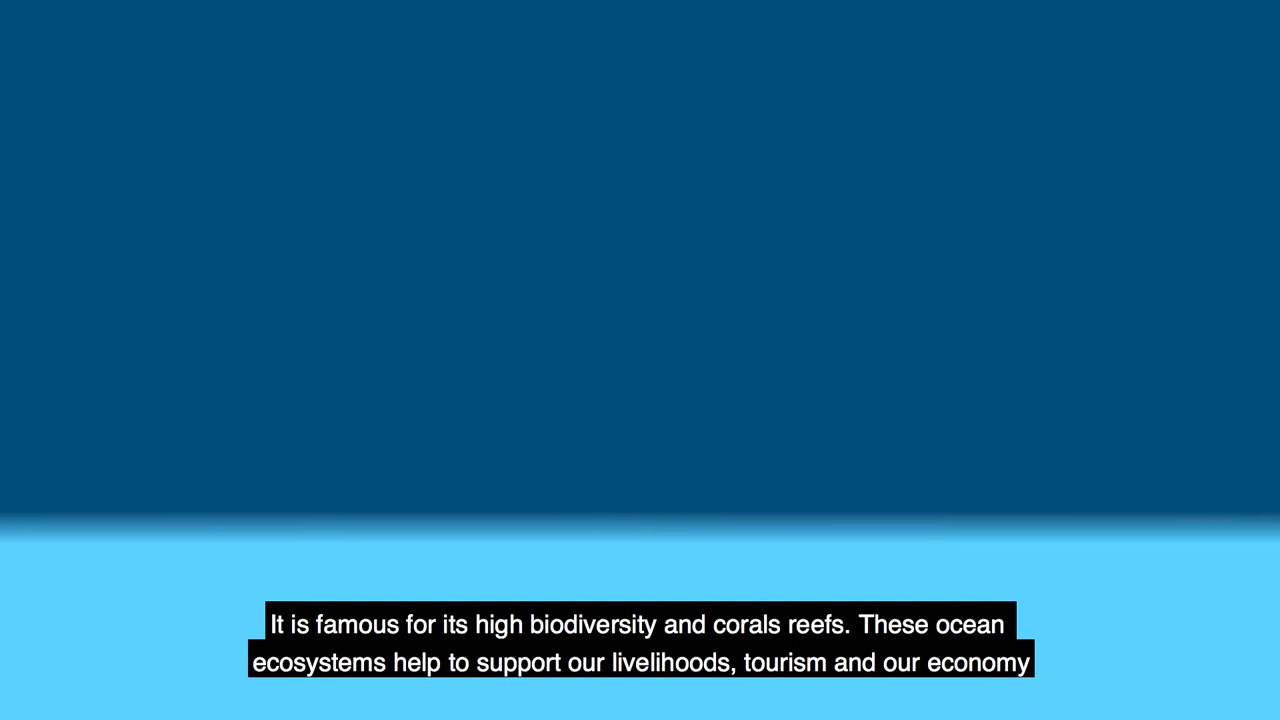 It is famous for its high biodiversity and corals reefs. These ocean
ecosystems help to support our livelihoods, tourism and our economy